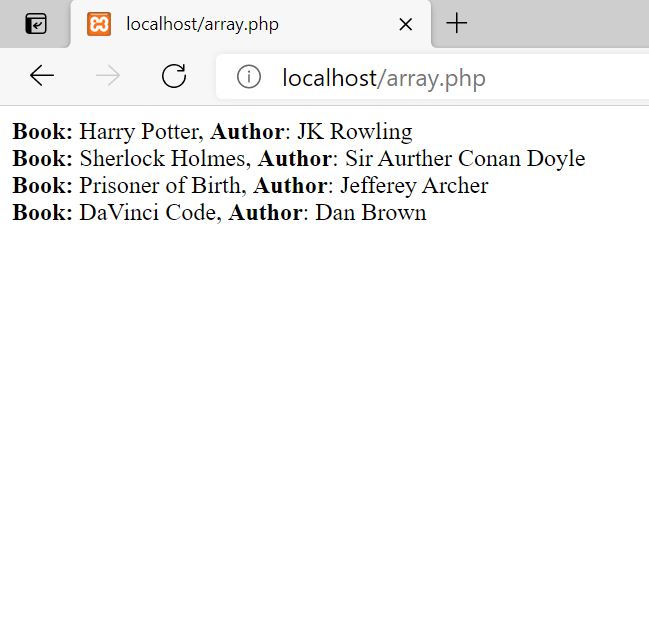 localhost/array.php
localhost/array.php
Book: Harry Potter, Author: JK Rowling
Book: Sherlock Holmes, Author: Sir Aurther Conan Doyle
Book: Prisoner of Birth, Author: Jefferey Archer
Book: DaVinci Code, Author: Dan Brown